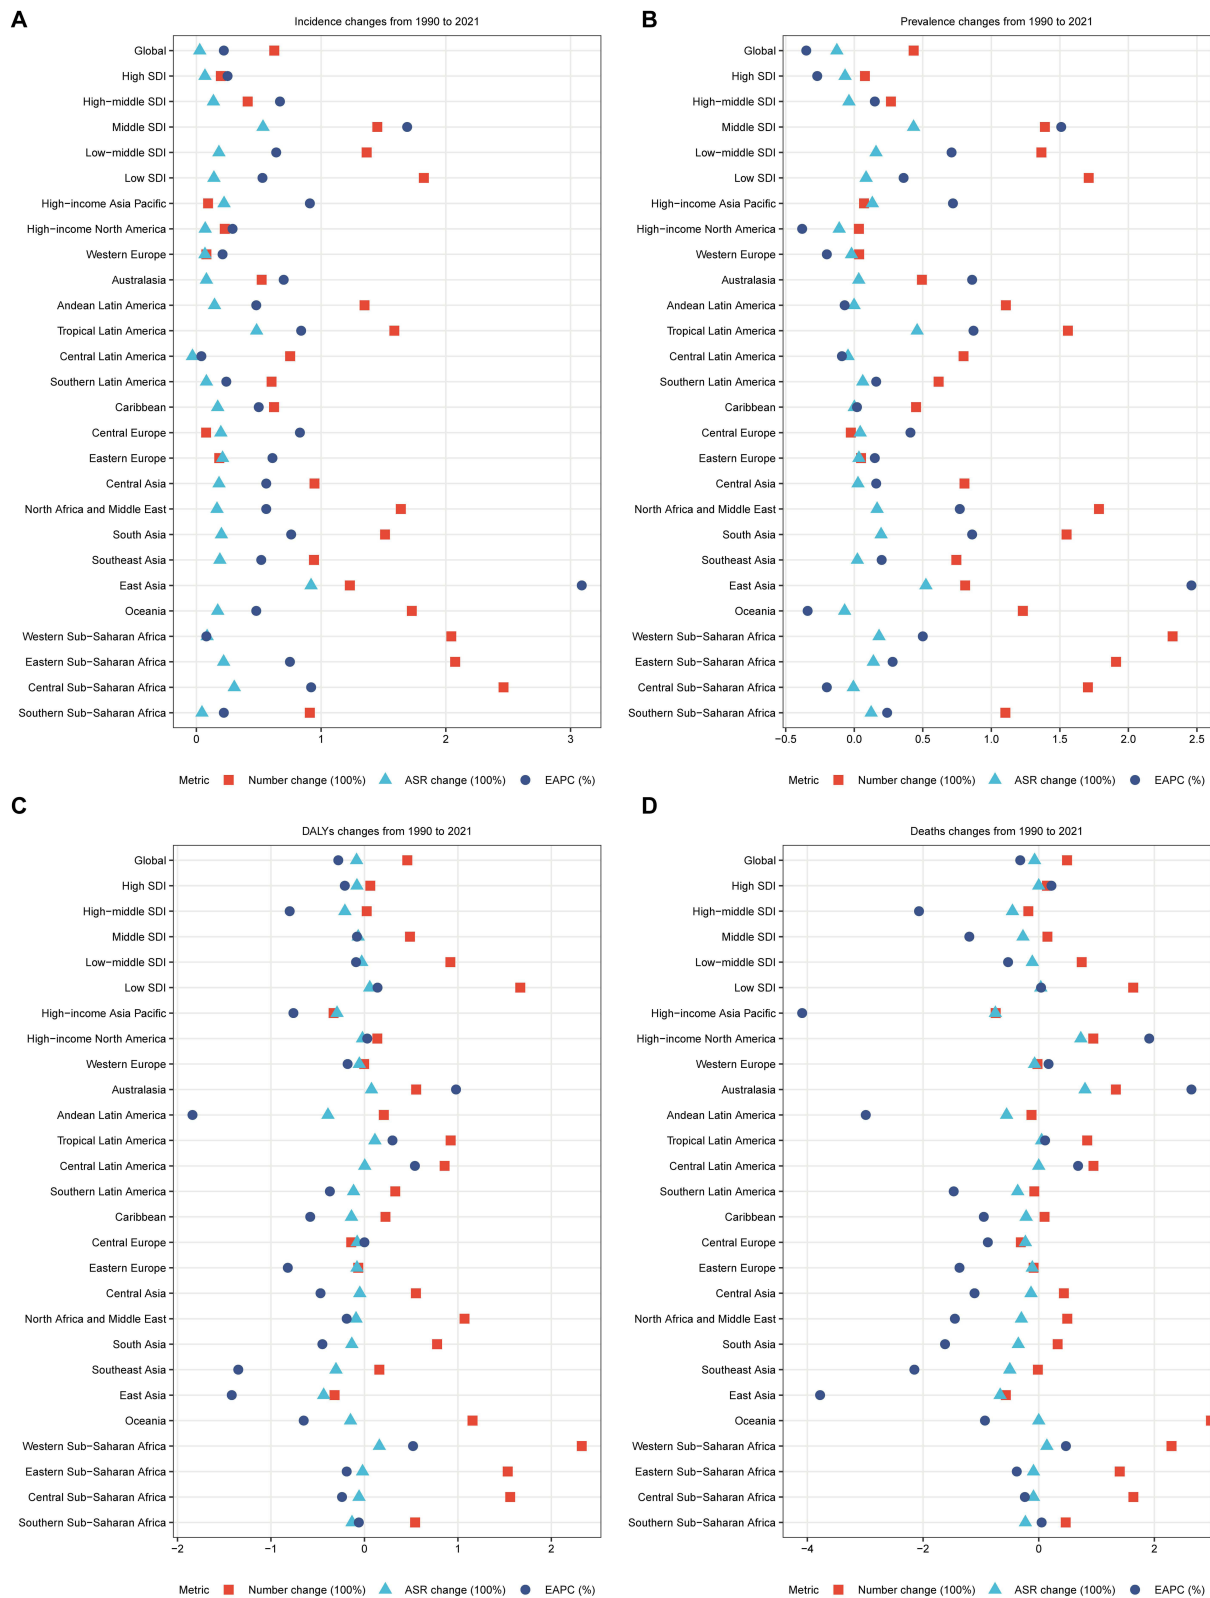 A
Incidence changes from 1990 to 2021
Global
High SDI
High−middle SDI
Middle SDI
Low−middle SDI
Low SDI
High−income Asia Pacific
High−income North America
Western Europe
Australasia
Andean Latin America
Tropical Latin America
Central Latin America
Southern Latin America
Caribbean
Central Europe
Eastern Europe
Central Asia
North Africa and Middle East
South Asia
Southeast Asia
East Asia
Oceania
Western Sub−Saharan Africa
Eastern Sub−Saharan Africa
Central Sub−Saharan Africa
Southern Sub−Saharan Africa
0 1 2 3
Metric Number change (100%) ASR change (100%) EAPC (%)
B
Prevalence changes from 1990 to 2021
Global
High SDI
High−middle SDI
Middle SDI
Low−middle SDI
Low SDI
High−income Asia Pacific
High−income North America
Western Europe
Australasia
Andean Latin America
Tropical Latin America
Central Latin America
Southern Latin America
Caribbean
Central Europe
Eastern Europe
Central Asia
North Africa and Middle East
South Asia
Southeast Asia
East Asia
Oceania
Western Sub−Saharan Africa
Eastern Sub−Saharan Africa
Central Sub−Saharan Africa
Southern Sub−Saharan Africa
−0.5 0.0 0.5 1.0 1.5 2.0 2.5
Metric Number change (100%) ASR change (100%) EAPC (%)
C
DALYs changes from 1990 to 2021
Global
High SDI
High−middle SDI
Middle SDI
Low−middle SDI
Low SDI
High−income Asia Pacific
High−income North America
Western Europe
Australasia
Andean Latin America
Tropical Latin America
Central Latin America
Southern Latin America
Caribbean
Central Europe
Eastern Europe
Central Asia
North Africa and Middle East
South Asia
Southeast Asia
East Asia
Oceania
Western Sub−Saharan Africa
Eastern Sub−Saharan Africa
Central Sub−Saharan Africa
Southern Sub−Saharan Africa
−2 −1 0 1 2
Metric Number change (100%) ASR change (100%) EAPC (%)
D
Deaths changes from 1990 to 2021
Global
High SDI
High−middle SDI
Middle SDI
Low−middle SDI
Low SDI
High−income Asia Pacific
High−income North America
Western Europe
Australasia
Andean Latin America
Tropical Latin America
Central Latin America
Southern Latin America
Caribbean
Central Europe
Eastern Europe
Central Asia
North Africa and Middle East
South Asia
Southeast Asia
East Asia
Oceania
Western Sub−Saharan Africa
Eastern Sub−Saharan Africa
Central Sub−Saharan Africa
Southern Sub−Saharan Africa
−4 −2 0 2
Metric Number change (100%) ASR change (100%) EAPC (%)